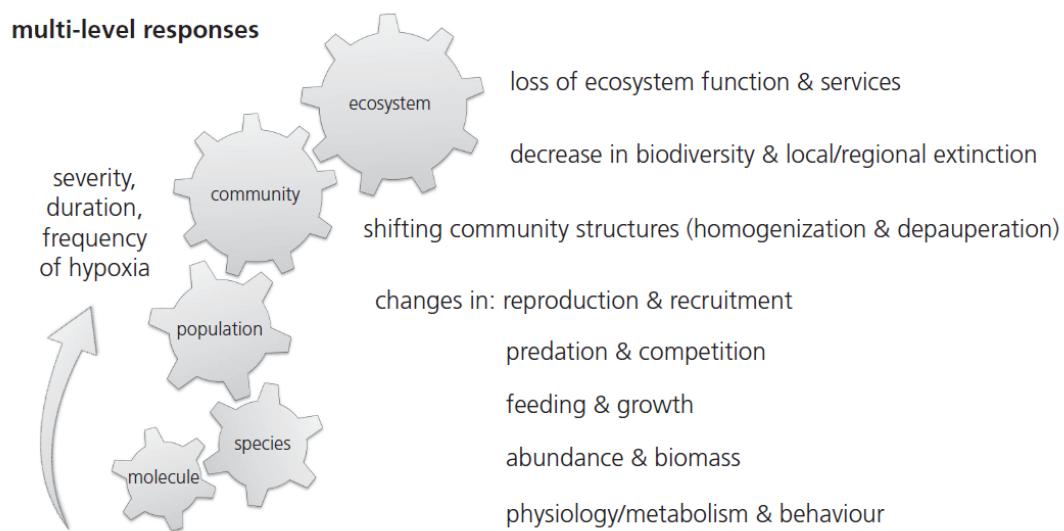 multi-level responses
ecosystem
loss of ecosystem function & services
decrease in biodiversity & local/regional extinction
severity,
duration,
frequency
of hypoxia
community
shifting community structures (homogenization & depauperation)
changes in: reproduction & recruitment
population
predation & competition
feeding & growth
species
abundance & biomass
molecule
physiology/metabolism & behaviour